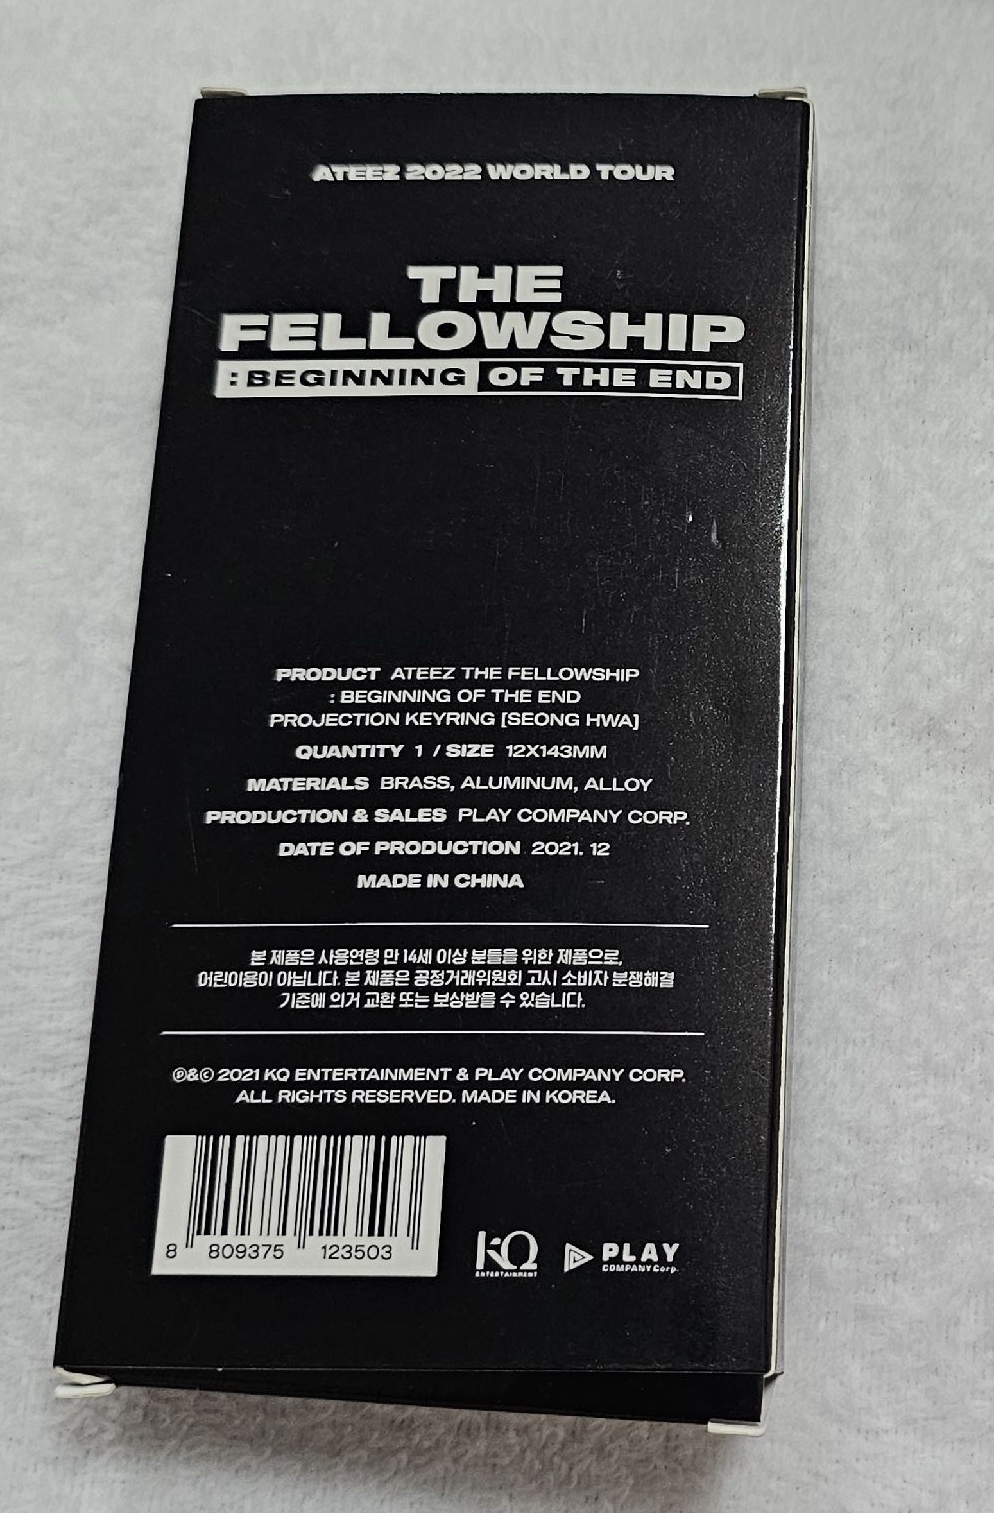 ATEEZ 2022 WORLD TOUR
THE
FELLOWSHIP
: BEGINNING OF THE END
PRODUCT ATEEZ THE FELLOWSHIP
: BEGINNING OF THE END
PROJECTION KEYRING [SEONG HWA]
QUANTITY 1 / SIZE 12X143MM
MATERIALS BRASS, ALUMINUM, ALLOY
PRODUCTION & SALES PLAY COMPANY CORP.
DATE OF PRODUCTION 2021. 12
MADE IN CHINA
본 제품은 사용연령 만 14세 이상 분들을 위한 제품으로,
어린이용이 아닙니다. 본 제품은 공정거래위원회 고시 소비자 분쟁해결
기준에 의거 교환 또는 보상받을 수 있습니다.
℗&© 2021 KQ ENTERTAINMENT & PLAY COMPANY CORP.
ALL RIGHTS RESERVED. MADE IN KOREA.
8 809375 123503
KQ
ENTERTAINMENT
PLAY
COMPANY Corp.